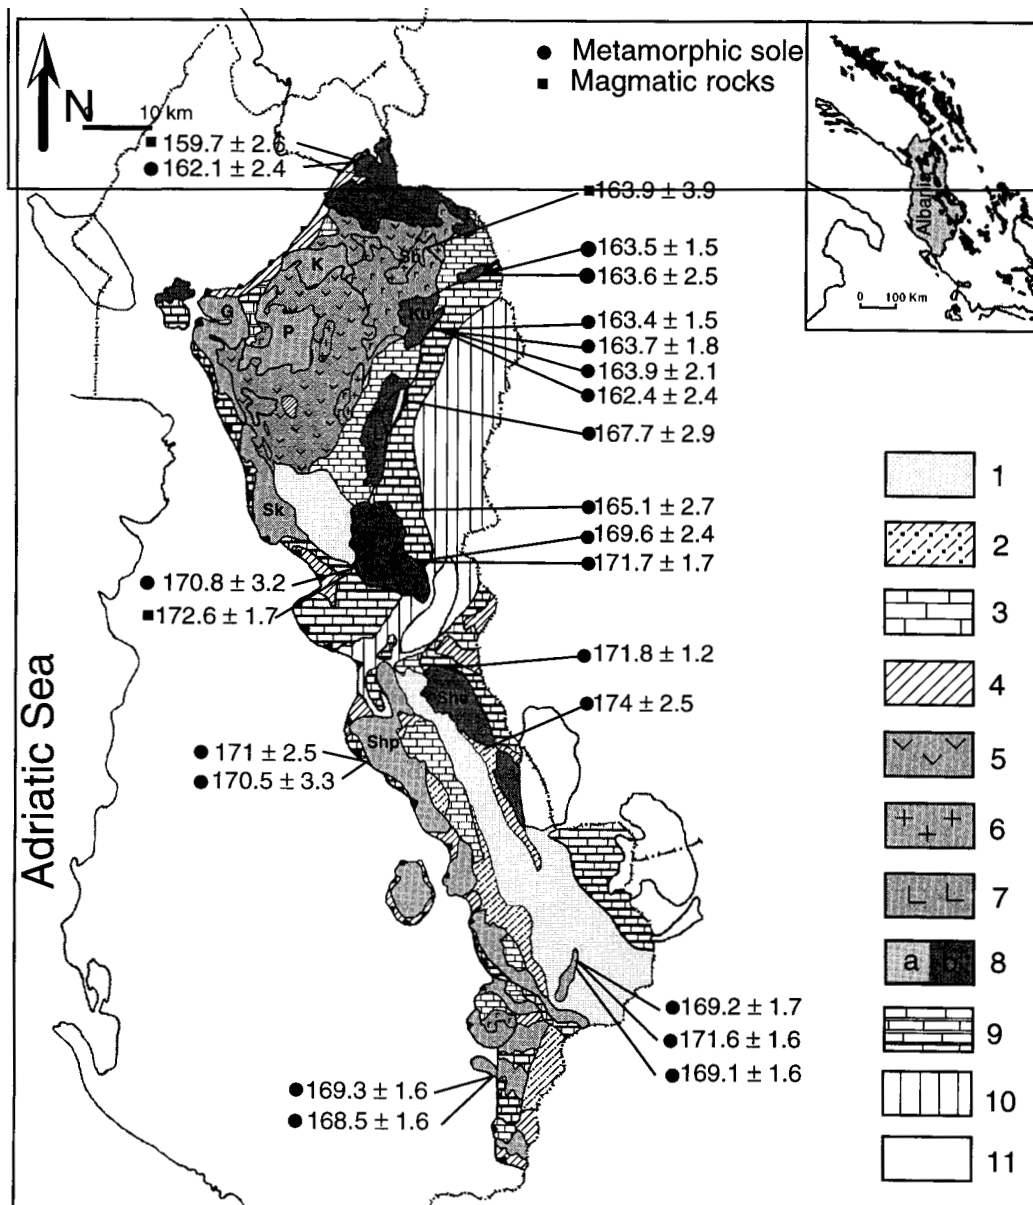 ● Metamorphic sole
■ Magmatic rocks
N
10 km
■ 159.7 ± 2.6
● 162.1 ± 2.4
■ 163.9 ± 3.9
● 163.5 ± 1.5
● 163.6 ± 2.5
● 163.4 ± 1.5
● 163.7 ± 1.8
● 163.9 ± 2.1
● 162.4 ± 2.4
● 167.7 ± 2.9
● 165.1 ± 2.7
● 169.6 ± 2.4
● 171.7 ± 1.7
● 170.8 ± 3.2
■ 172.6 ± 1.7
● 171.8 ± 1.2
● 174 ± 2.5
● 171 ± 2.5
● 170.5 ± 3.3
● 169.2 ± 1.7
● 171.6 ± 1.6
● 169.1 ± 1.6
● 169.3 ± 1.6
● 168.5 ± 1.6
K
G
P
Ku
Sk
She
Shp
Adriatic Sea
Albania
0 100 Km
1
2
3
4
5
6
7
a b 8
9
10
11